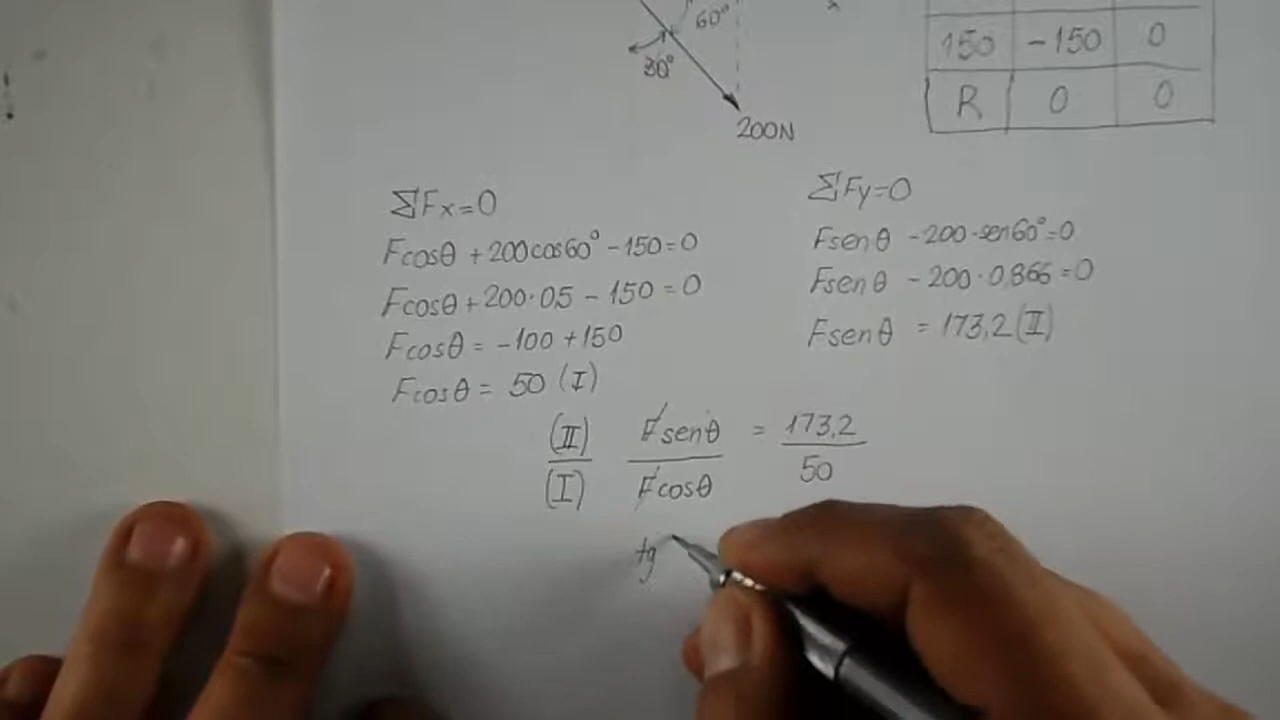 60°
30°
200N
x
150 -150 0
R 0 0
ΣFx=0
Fcosθ + 200cos60° - 150=0
Fcosθ + 200·0,5 - 150 = 0
Fcosθ = -100 + 150
Fcosθ = 50 (I)
ΣFy=0
Fsenθ - 200·sen60°=0
Fsenθ - 200·0,866=0
Fsenθ = 173,2 (II)
(II) Fsenθ = 173,2
(I) Fcosθ 50
tg